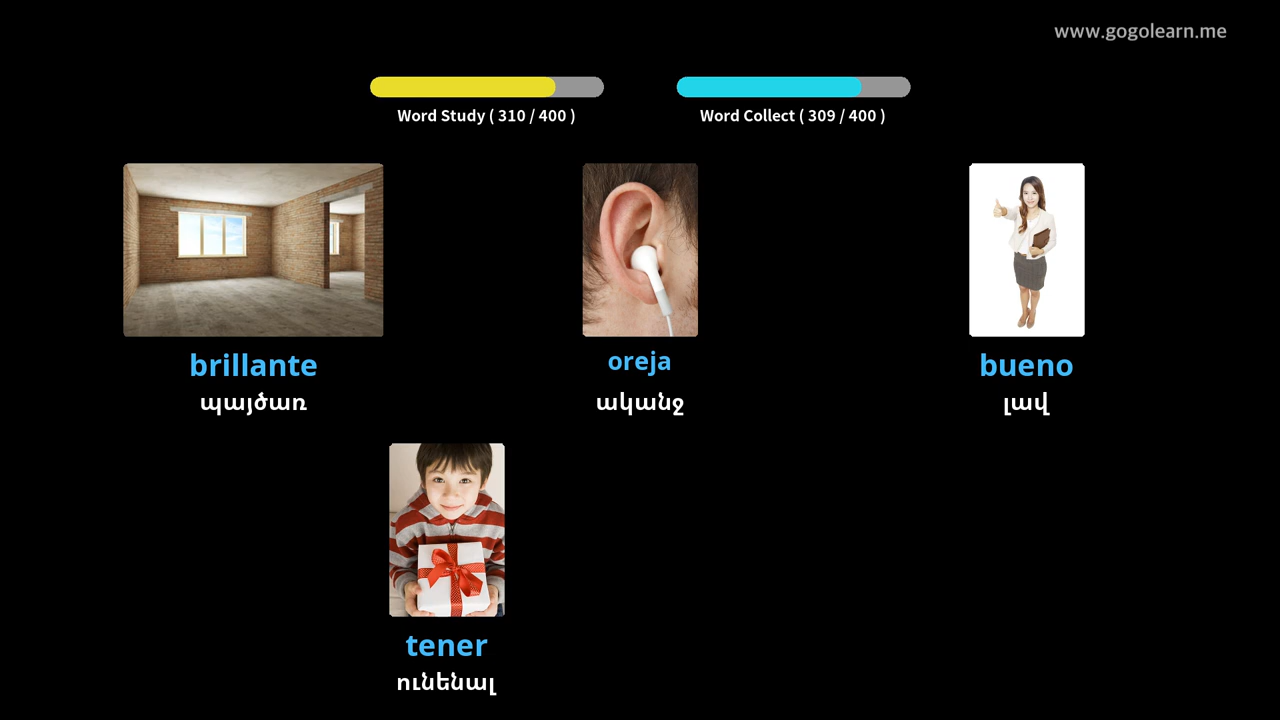 www.gogolearn.me
Word Study ( 310 / 400 )
Word Collect ( 309 / 400 )
brillante
պայծառ
oreja
ականջ
bueno
լավ
tener
ունենալ